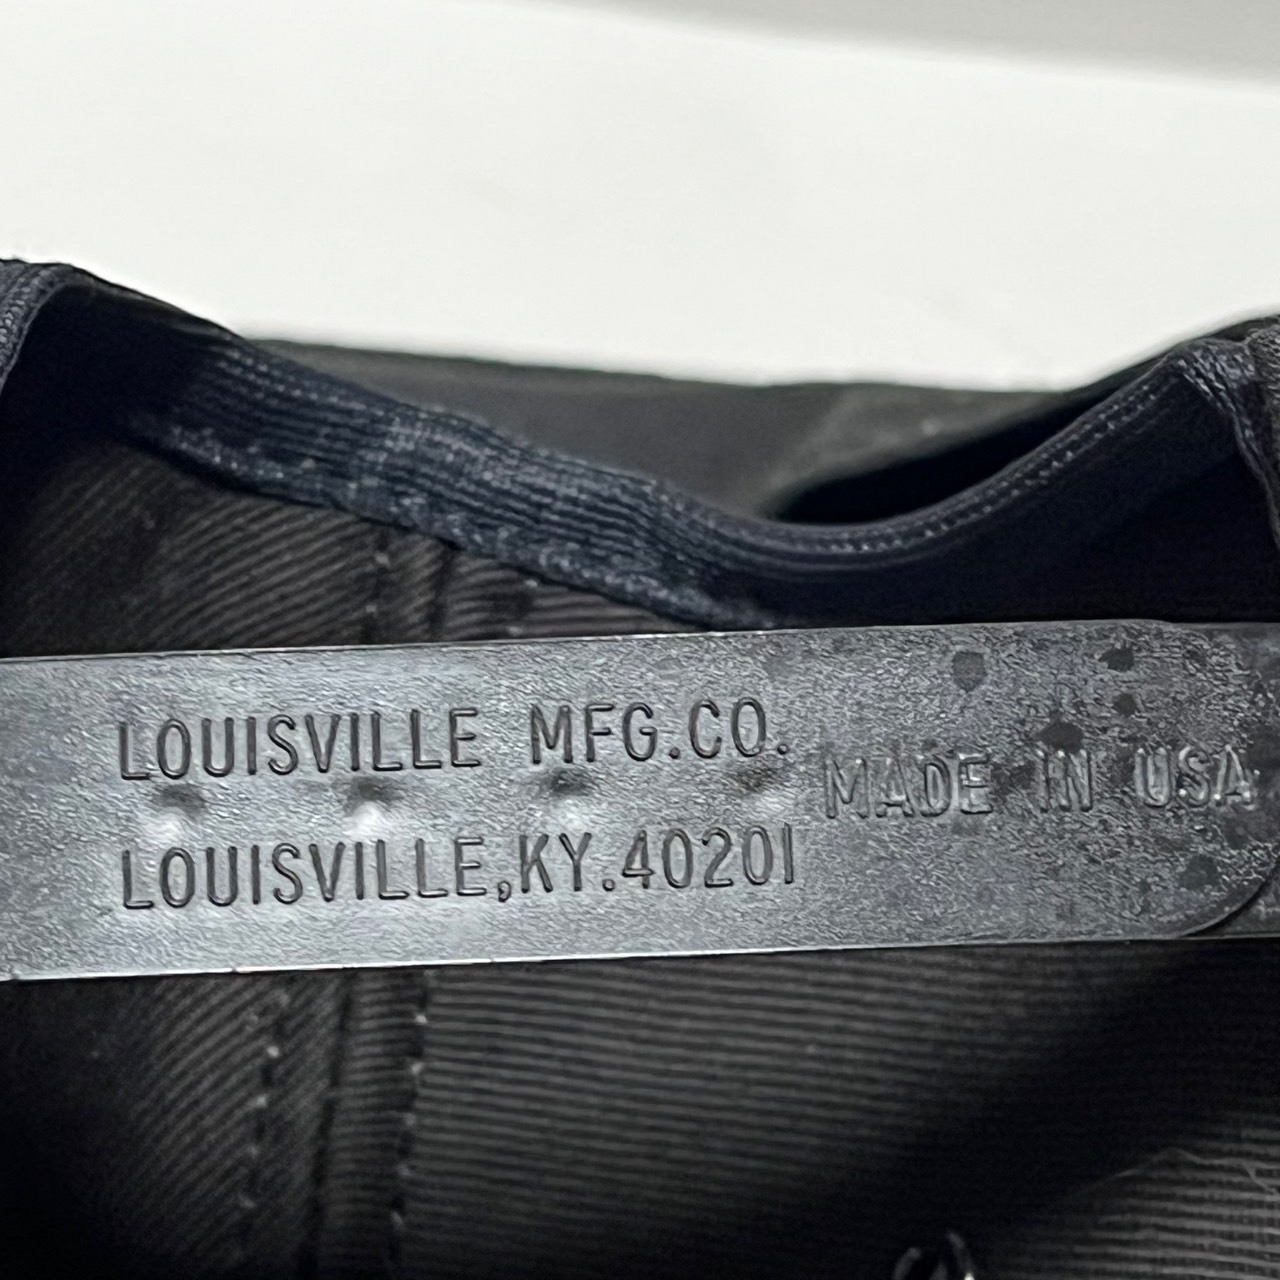 LOUISVILLE MFG.CO.
LOUISVILLE,KY.40201
MADE IN USA